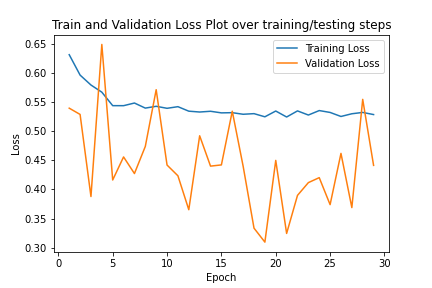 Train and Validation Loss Plot over training/testing steps
Training Loss
Validation Loss
Loss
0.65
0.60
0.55
0.50
0.45
0.40
0.35
0.30
0 5 10 15 20 25 30
Epoch